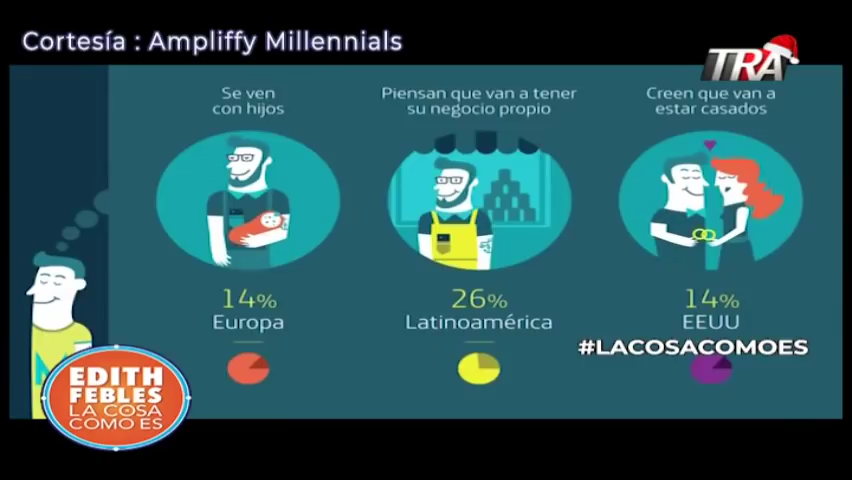 Cortesía : Ampliffy Millennials
TRA
Se ven
con hijos
Piensan que van a tener
su negocio propio
Creen que van a
estar casados
14%
Europa
26%
Latinoamérica
14%
EEUU
#LACOSACOMOES
M
EDITH
FEBLES
LA COSA
COMO ES